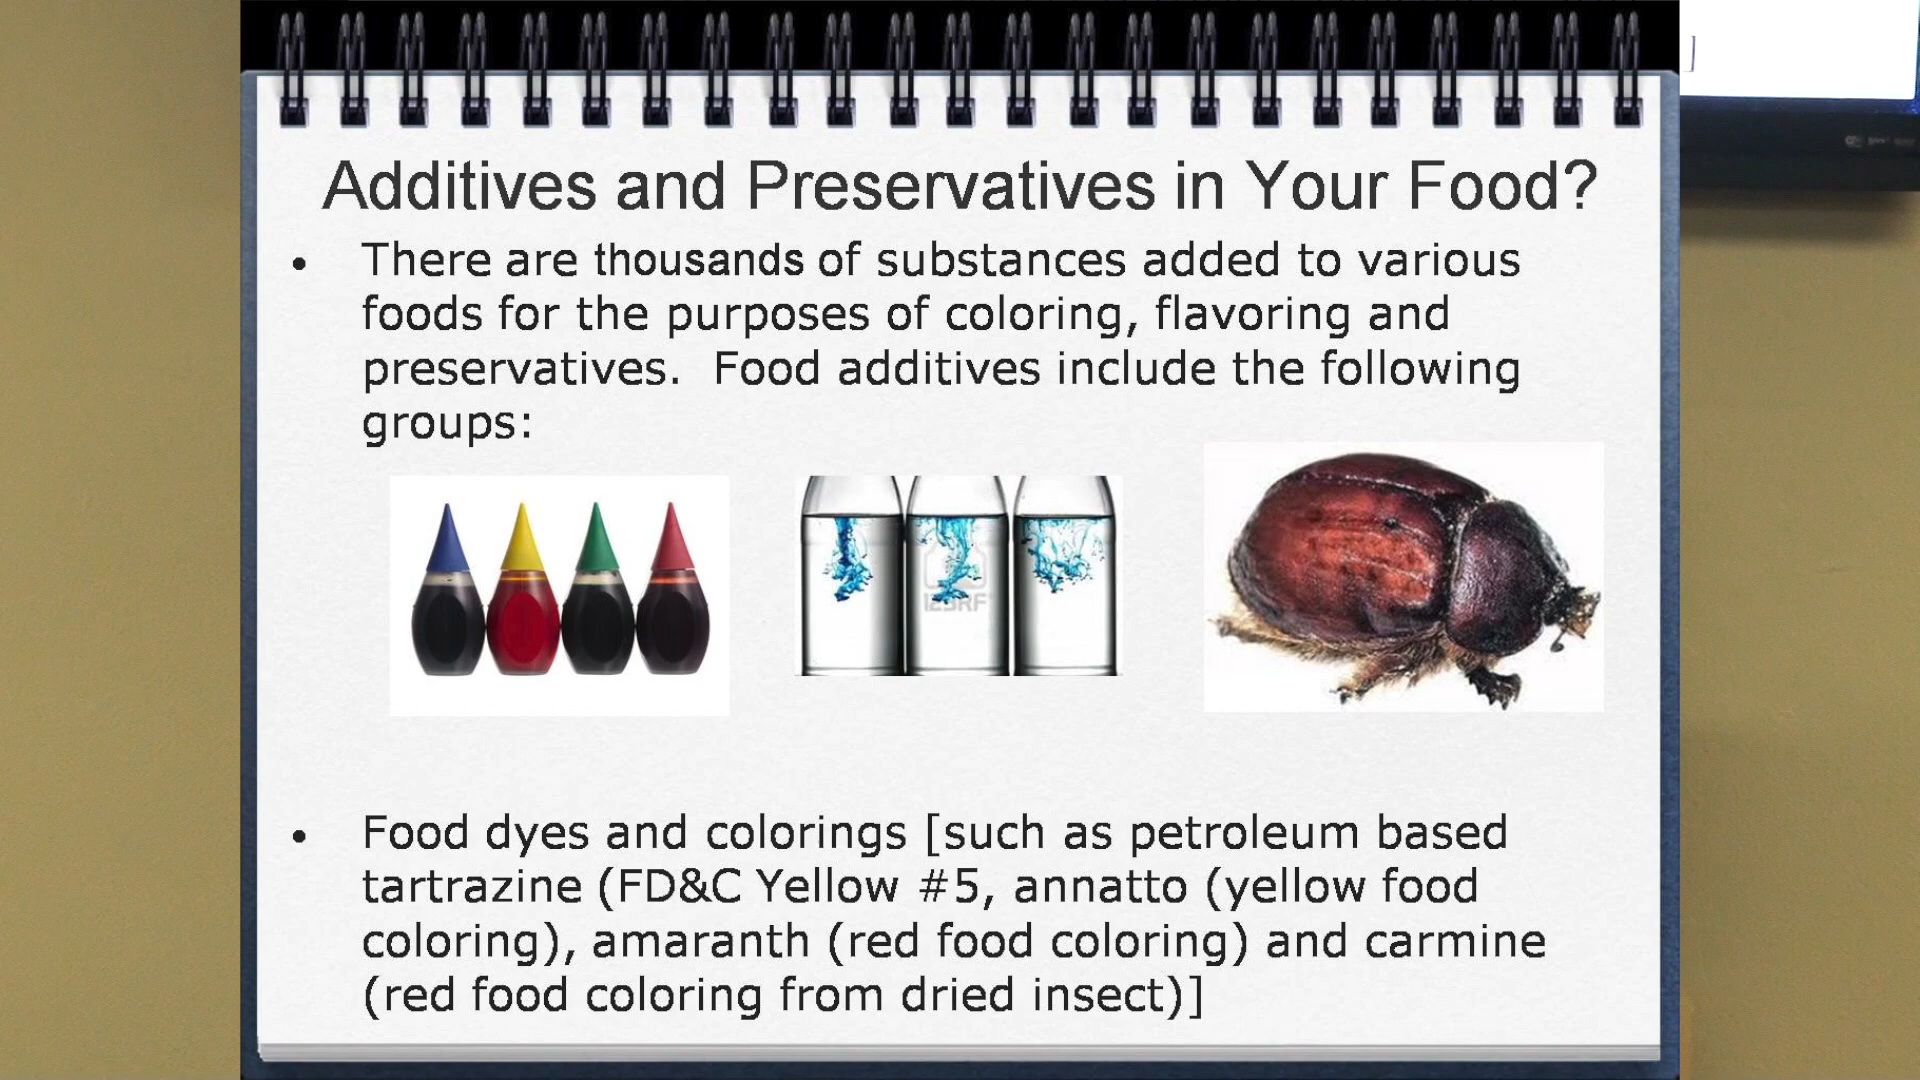 Additives and Preservatives in Your Food?
• There are thousands of substances added to various
foods for the purposes of coloring, flavoring and
preservatives. Food additives include the following
groups:
123RF
• Food dyes and colorings [such as petroleum based
tartrazine (FD&C Yellow #5, annatto (yellow food
coloring), amaranth (red food coloring) and carmine
(red food coloring from dried insect)]